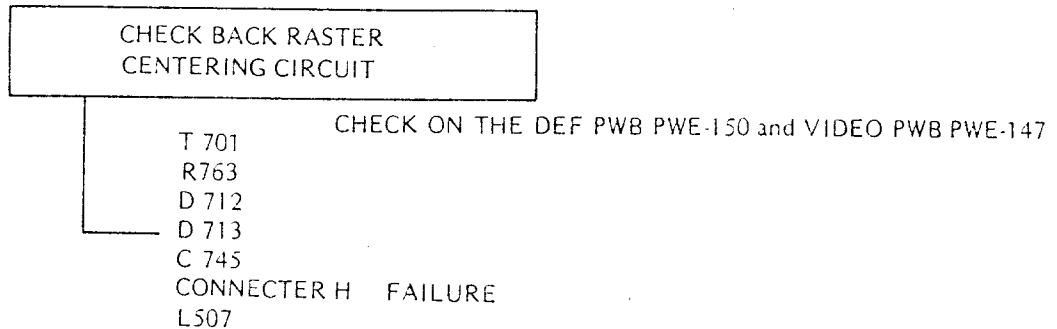 CHECK BACK RASTER
CENTERING CIRCUIT
CHECK ON THE DEF PWB PWE-150 and VIDEO PWB PWE-147
T 701
R763
D 712
D 713
C 745
CONNECTER H FAILURE
L507